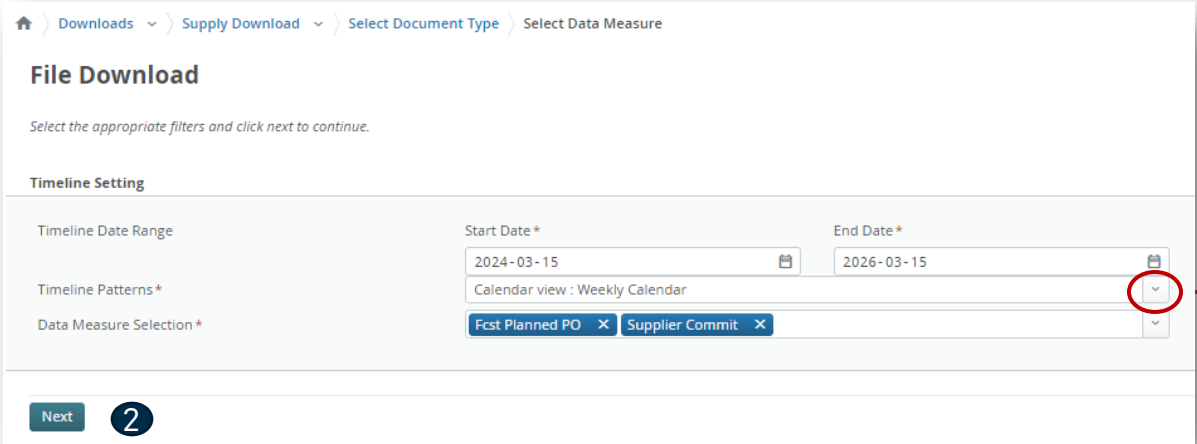 Downloads Supply Download Select Document Type Select Data Measure
File Download
Select the appropriate filters and click next to continue.
Timeline Setting
Timeline Date Range Start Date* End Date*
2024-03-15 2026-03-15
Timeline Patterns* Calendar view : Weekly Calendar
Data Measure Selection* Fcst Planned PO X Supplier Commit X
Next 2